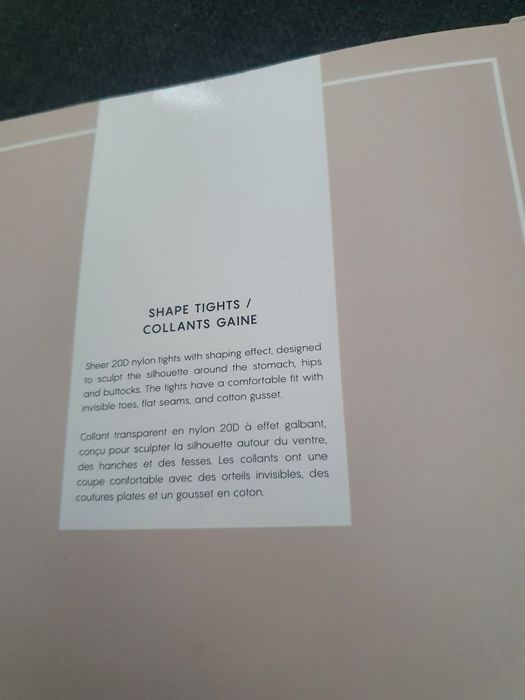 SHAPE TIGHTS /
COLLANTS GAINE
Sheer 20D nylon tights with shaping effect, designed
to sculpt the silhouette around the stomach, hips
and buttocks. The tights have a comfortable fit with
invisible toes, flat seams, and cotton gusset.
Collant transparent en nylon 20D à effet galbant,
conçu pour sculpter la silhouette autour du ventre,
des hanches et des fesses. Les collants ont une
coupe confortable avec des orteils invisibles, des
coutures plates et un gousset en coton.